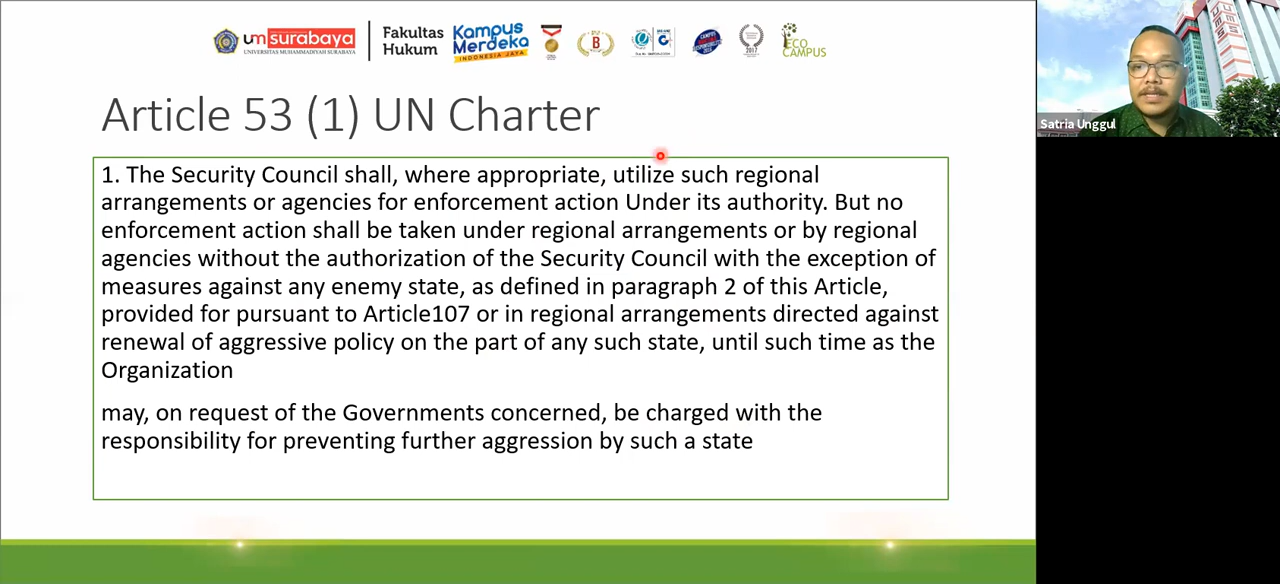 umsurabaya
UNIVERSITAS MUHAMMADIYAH SURABAYA
Fakultas
Hukum
Kampus
Merdeka
INDONESIA JAYA
B
2017
ECO
CAMPUS
Satria Unggul
Article 53 (1) UN Charter
1. The Security Council shall, where appropriate, utilize such regional
arrangements or agencies for enforcement action Under its authority. But no
enforcement action shall be taken under regional arrangements or by regional
agencies without the authorization of the Security Council with the exception of
measures against any enemy state, as defined in paragraph 2 of this Article,
provided for pursuant to Article107 or in regional arrangements directed against
renewal of aggressive policy on the part of any such state, until such time as the
Organization
may, on request of the Governments concerned, be charged with the
responsibility for preventing further aggression by such a state